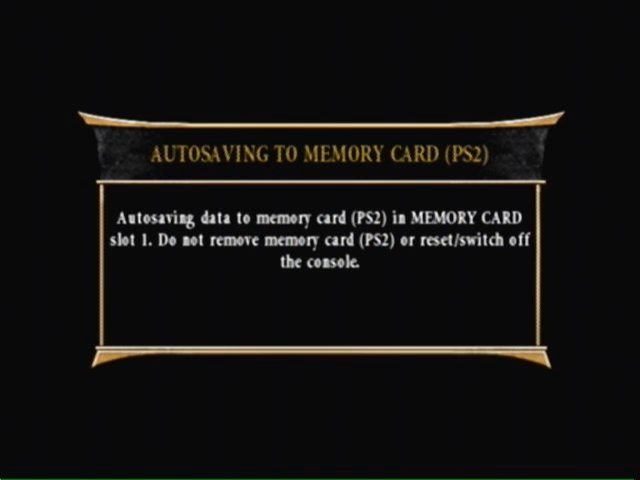 AUTOSAVING TO MEMORY CARD (PS2)
Autosaving data to memory card (PS2) in MEMORY CARD
slot 1. Do not remove memory card (PS2) or reset/switch off
the console.